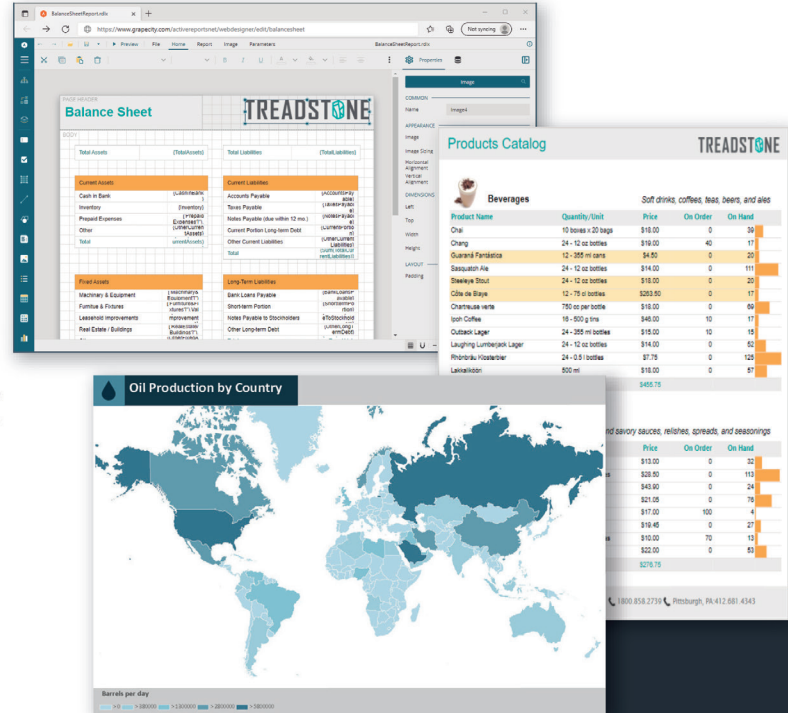 BalanceSheetReport.rdlx
https://www.grapecity.com/activereportsnet/webdesigner/edit/balancesheet
Not syncing
Preview File Home Report Image Parameters
BalanceSheetReport.rdlx
B I U
Properties
Image
COMMON
Name Image4
APPEARANCE
Image
Image Sizing
Horizontal Alignment
Vertical Alignment
DIMENSIONS
Left
Top
Width
Height
LAYOUT
Padding
PAGE HEADER
Balance Sheet
TREADSTONE
BODY
Total Assets {TotalAssets} Total Liabilities {TotalLiabilities}
Current Assets Current Liabilities
Cash in Bank Accounts Payable
Inventory {Inventory} Taxes Payable
Prepaid Expenses Notes Payable (due within 12 mo.)
Other Current Portion Long-term Debt
Total Other Current Liabilities
Total
Fixed Assets Long-Term Liabilities
Machinery & Equipment Bank Loans Payable
Furnitue & Fixtures Short-term Portion
Leasehold Improvements Notes Payable to Stockholders
Real Estate / Buildings Other Long-term Debt
Products Catalog
TREADSTONE
Beverages Soft drinks, coffees, teas, beers, and ales
Product Name Quantity/Unit Price On Order On Hand
Chai 10 boxes x 20 bags $18.00 0 39
Chang 24 - 12 oz bottles $19.00 40 17
Guaraná Fantástica 12 - 355 ml cans $4.50 0 20
Sasquatch Ale 24 - 12 oz bottles $14.00 0 111
Steeleye Stout 24 - 12 oz bottles $18.00 0 20
Côte de Blaye 12 - 75 cl bottles $263.50 0 17
Chartreuse verte 750 cc per bottle $18.00 0 69
Ipoh Coffee 16 - 500 g tins $46.00 10 17
Outback Lager 24 - 355 ml bottles $15.00 10 15
Laughing Lumberjack Lager 24 - 12 oz bottles $14.00 0 52
Rhönbräu Klosterbier 24 - 0.5 l bottles $7.75 0 125
Lakkalikööri 500 ml $18.00 0 57
$455.75
nd savory sauces, relishes, spreads, and seasonings
Price On Order On Hand
$13.00 0 32
$28.50 0 113
$43.90 0 24
$21.05 0 76
$17.00 100 4
$19.45 0 27
$10.00 70 13
$22.00 0 53
$276.75
1800.858.2739 Pittsburgh, PA:412.681.4343
Oil Production by Country
Barrels per day